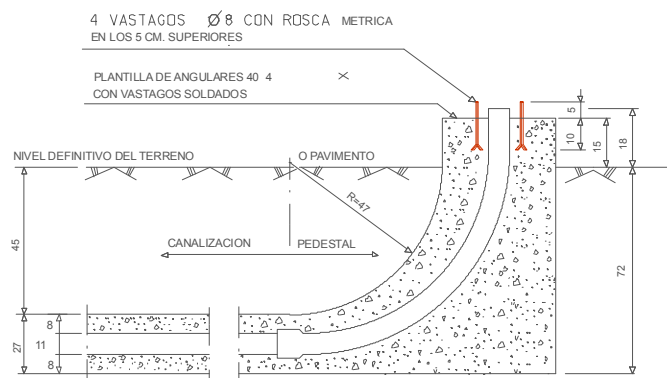 4 VASTAGOS Ø8 CON ROSCA METRICA
EN LOS 5 CM. SUPERIORES
PLANTILLA DE ANGULARES 40 4 ×
CON VASTAGOS SOLDADOS
5
10
15
18
NIVEL DEFINITIVO DEL TERRENO O PAVIMENTO
R=47
45
CANALIZACION PEDESTAL
72
27
8
11
8